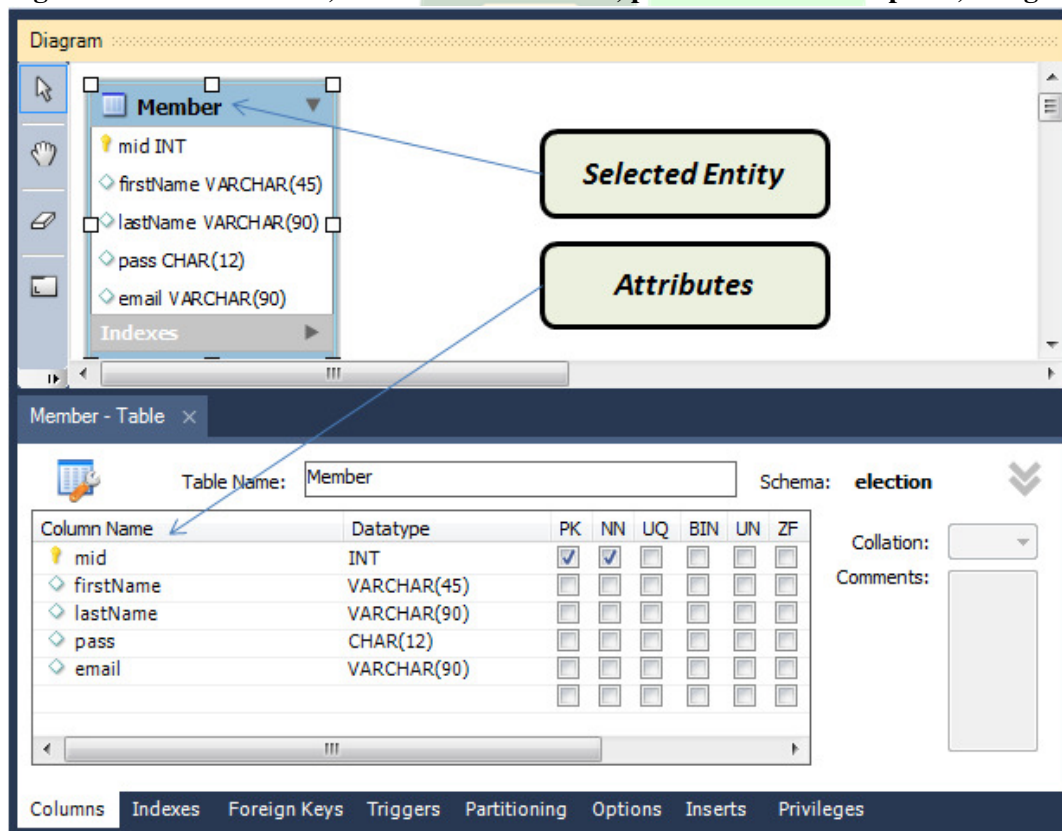 Diagram
Member
mid INT
firstName VARCHAR(45)
lastName VARCHAR(90)
pass CHAR(12)
email VARCHAR(90)
Indexes
Selected Entity
Attributes
Member - Table ×
Table Name: Member Schema: election
Column Name Datatype PK NN UQ BIN UN ZF
mid INT
firstName VARCHAR(45)
lastName VARCHAR(90)
pass CHAR(12)
email VARCHAR(90)
Collation:
Comments:
Columns Indexes Foreign Keys Triggers Partitioning Options Inserts Privileges